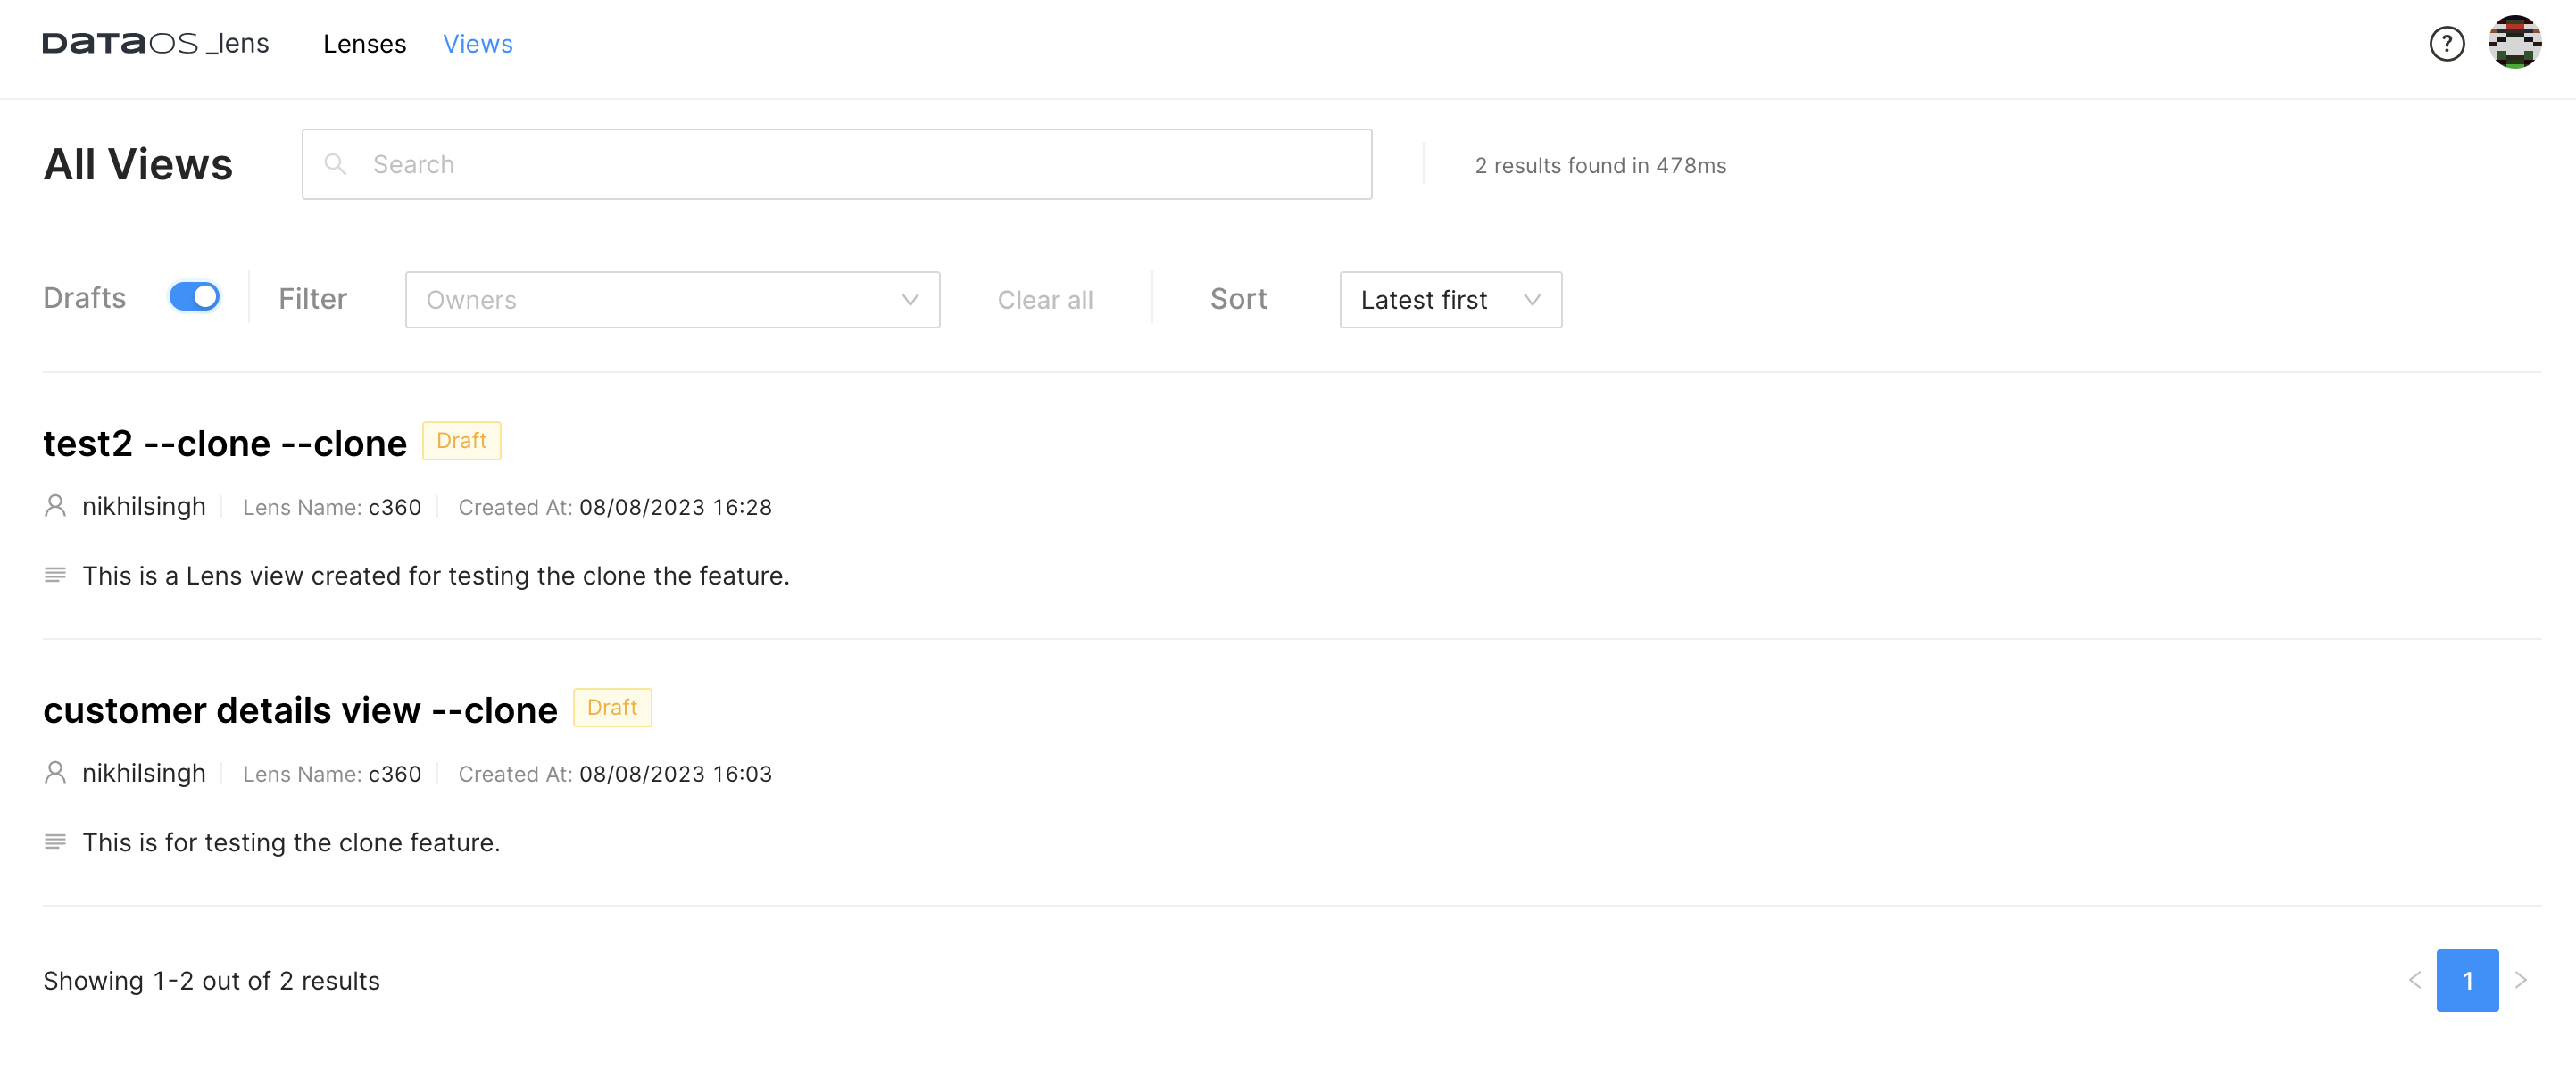 DATAOS _lens Lenses Views ?
All Views Search 2 results found in 478ms
Drafts Filter Owners Clear all Sort Latest first
test2 --clone --clone Draft
nikhilsingh Lens Name: c360 Created At: 08/08/2023 16:28
This is a Lens view created for testing the clone the feature.
customer details view --clone Draft
nikhilsingh Lens Name: c360 Created At: 08/08/2023 16:03
This is for testing the clone feature.
Showing 1-2 out of 2 results < 1 >